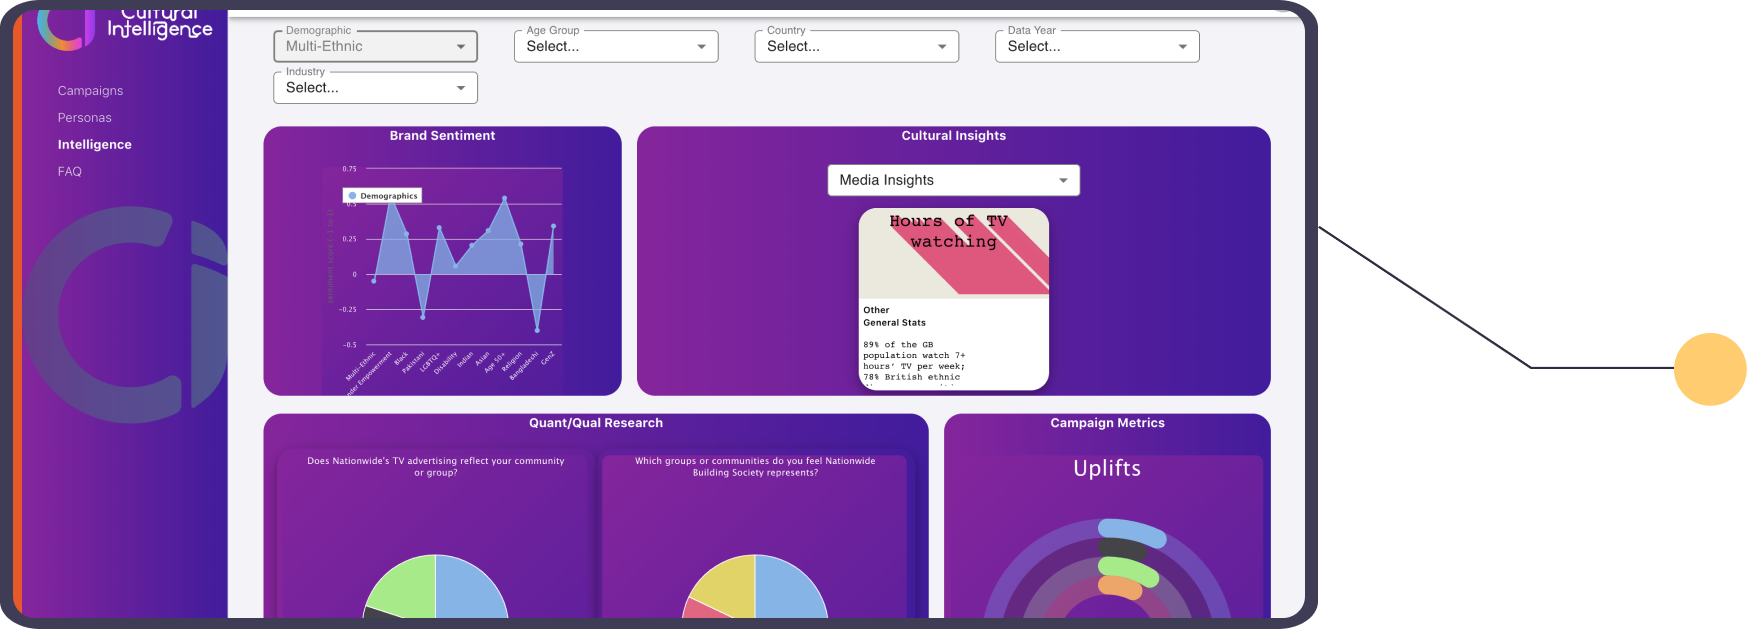 Cultural
Intelligence
Campaigns
Personas
Intelligence
FAQ
Demographic
Multi-Ethnic
Age Group
Select...
Country
Select...
Data Year
Select...
Industry
Select...
Brand Sentiment
0.75
Demographics
0.5
0.25
0
-0.25
-0.5
sentiment score (-1 to 1)
Multi-Ethnic
nder Empowerment
Black
Pakistani
LGBTQ+
Disability
Indian
Asian
Age 50+
Religion
Bangladeshi
GenZ
Cultural Insights
Media Insights
Hours of TV
watching
Other
General Stats
89% of the GB
population watch 7+
hours' TV per week;
78% British ethnic
Quant/Qual Research
Does Nationwide's TV advertising reflect your community
or group?
Which groups or communities do you feel Nationwide
Building Society represents?
Campaign Metrics
Uplifts